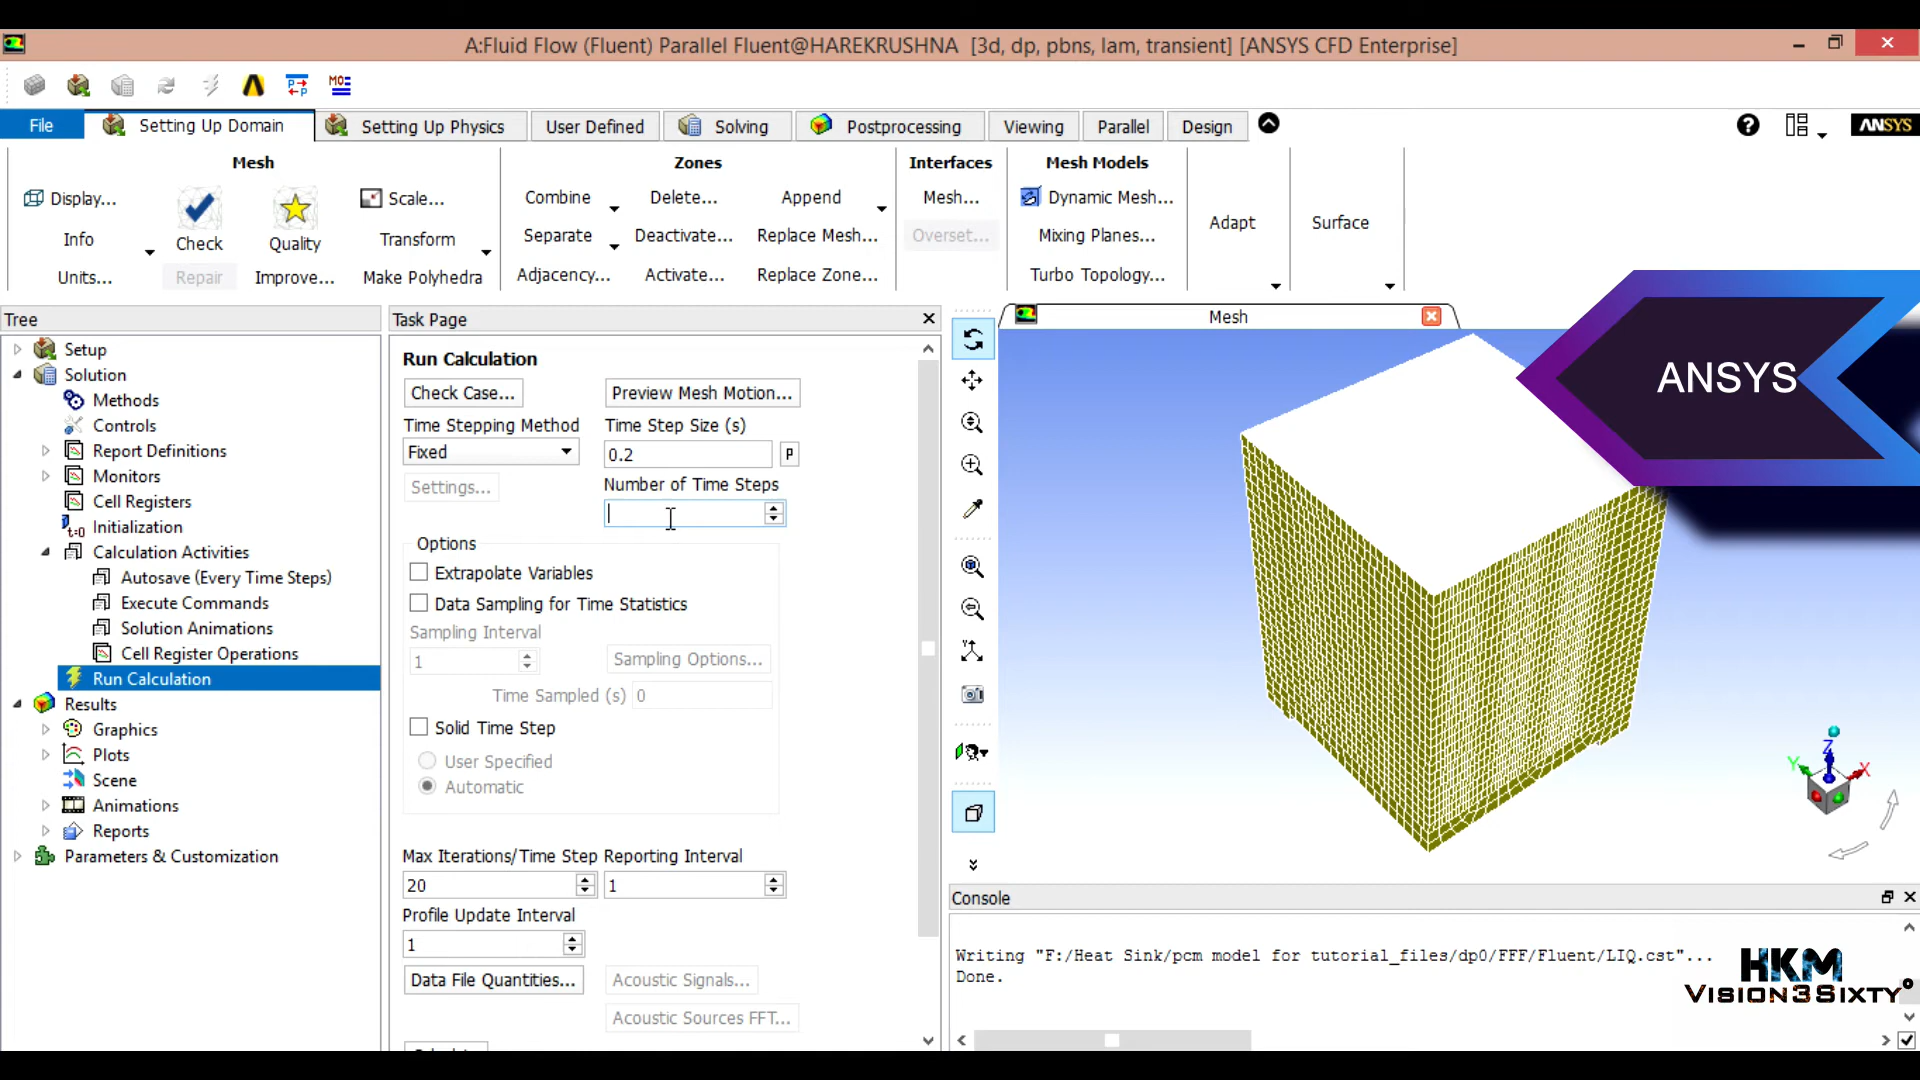 A:Fluid Flow (Fluent) Parallel Fluent@HAREKRUSHNA [3d, dp, pbns, lam, transient] [ANSYS CFD Enterprise]
File
Setting Up Domain
Setting Up Physics
User Defined
Solving
Postprocessing
Viewing
Parallel
Design
ANSYS
Mesh
Zones
Interfaces
Mesh Models
Display...
Info
Units...
Check
Repair
Quality
Improve...
Scale...
Transform
Make Polyhedra
Combine
Separate
Adjacency...
Delete...
Deactivate...
Activate...
Append
Replace Mesh...
Replace Zone...
Mesh...
Overset...
Dynamic Mesh...
Mixing Planes...
Turbo Topology...
Adapt
Surface
Tree
Setup
Solution
Methods
Controls
Report Definitions
Monitors
Cell Registers
t=0 Initialization
Calculation Activities
Autosave (Every Time Steps)
Execute Commands
Solution Animations
Cell Register Operations
Run Calculation
Results
Graphics
Plots
Scene
Animations
Reports
Parameters & Customization
Task Page
Run Calculation
Check Case...
Preview Mesh Motion...
Time Stepping Method
Time Step Size (s)
Fixed
0.2
P
Settings...
Number of Time Steps
Options
Extrapolate Variables
Data Sampling for Time Statistics
Sampling Interval
1
Sampling Options...
Time Sampled (s) 0
Solid Time Step
User Specified
Automatic
Max Iterations/Time Step
Reporting Interval
20
1
Profile Update Interval
1
Data File Quantities...
Acoustic Signals...
Acoustic Sources FFT...
Mesh
ANSYS
Z
Y
X
Console
Writing "F:/Heat Sink/pcm model for tutorial_files/dp0/FFF/Fluent/LIQ.cst"...
Done.
HKM
Vision3Sixty°